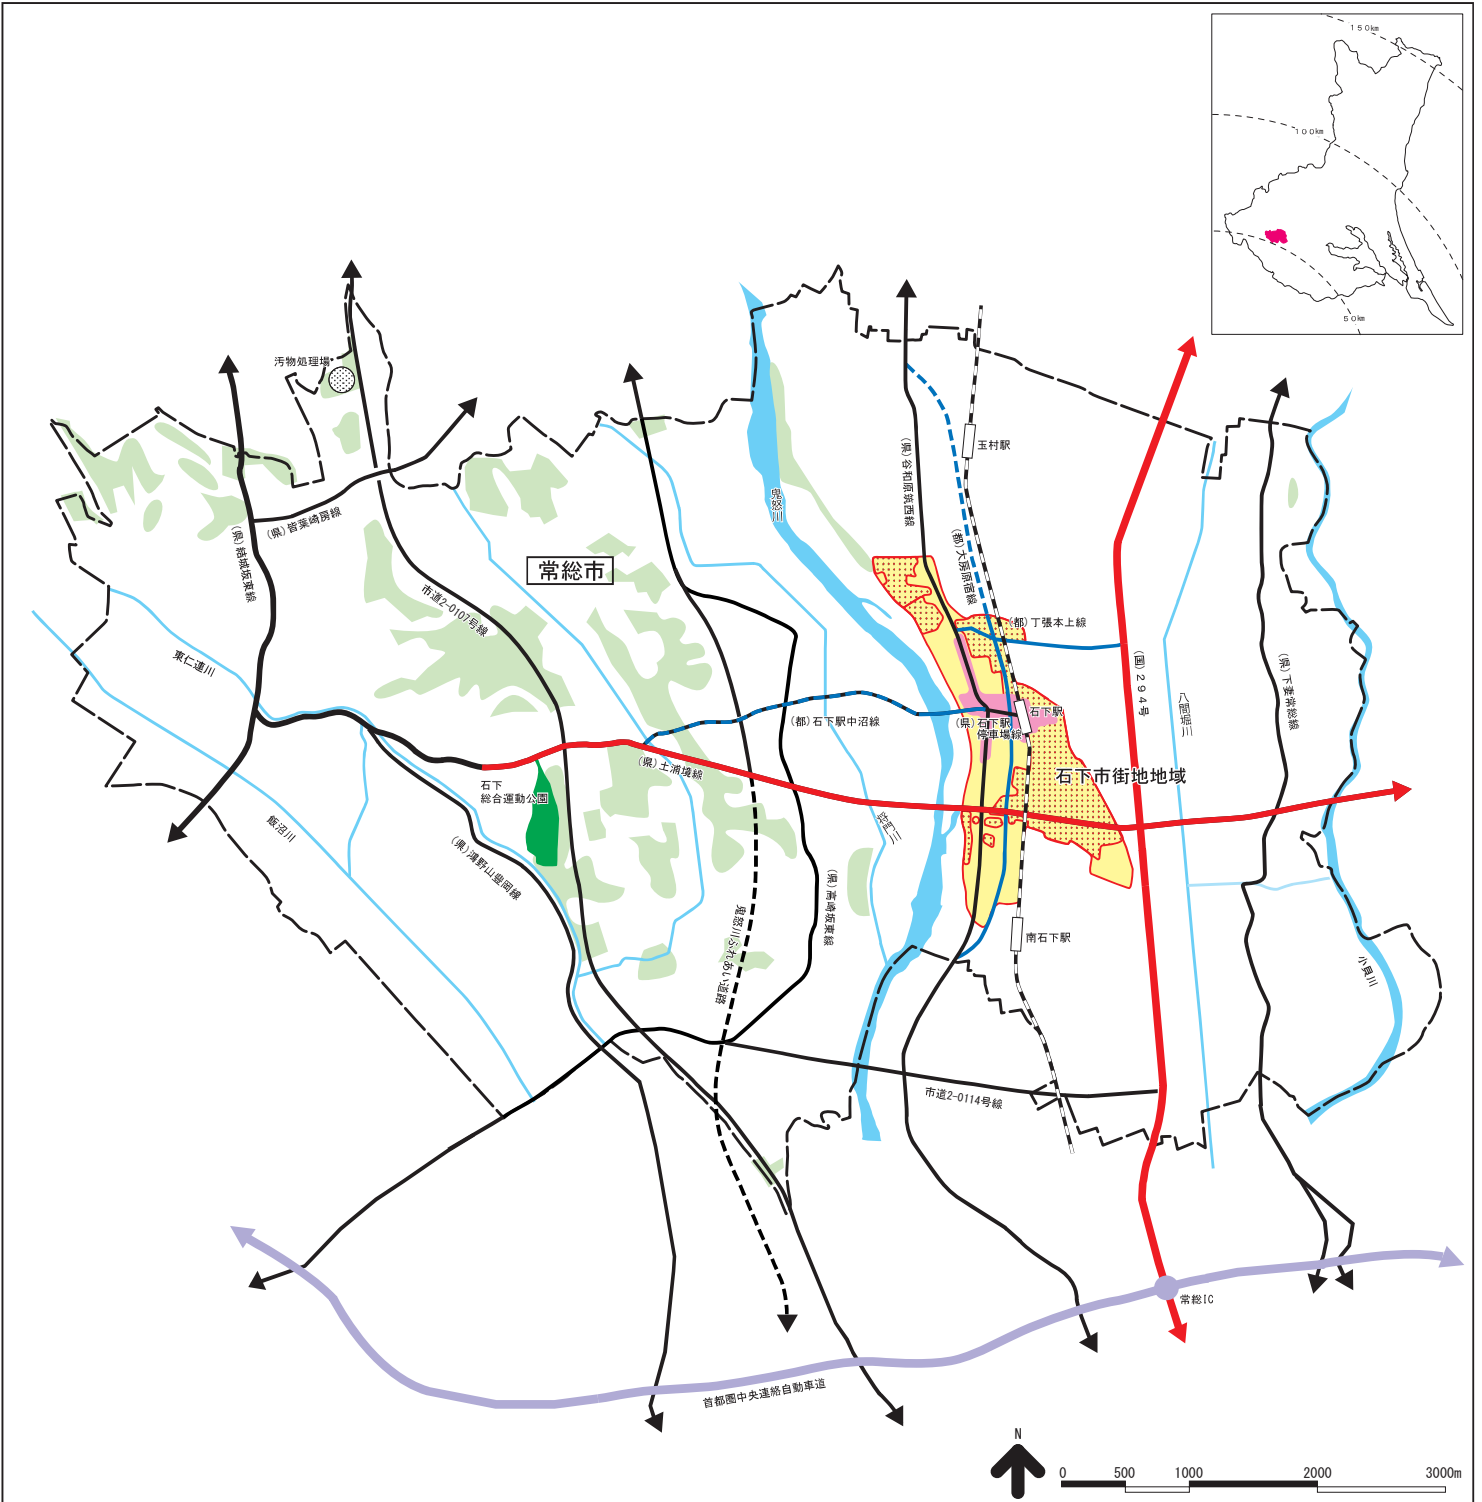 150km
100km
50km
汚物処理場
玉村駅
(県)谷和原筑西線
鬼怒川
(県)皆葉崎房線
(県)結城坂東線
(都)大房原宿線
常総市
市道2-0107号線
(都)丁張本上線
東仁連川
(国)294号
(県)下妻常総線
八間堀川
(都)石下駅中沼線
(県)石下駅
停車場線
石下駅
(県)土浦境線
石下市街地地域
石下
総合運動公園
飯沼川
将門川
(県)鴻野山豊岡線
(県)高崎坂東線
鬼怒川ふれあい道路
南石下駅
小貝川
市道2-0114号線
常総IC
首都圏中央連絡自動車道
N
0 500 1000 2000 3000m